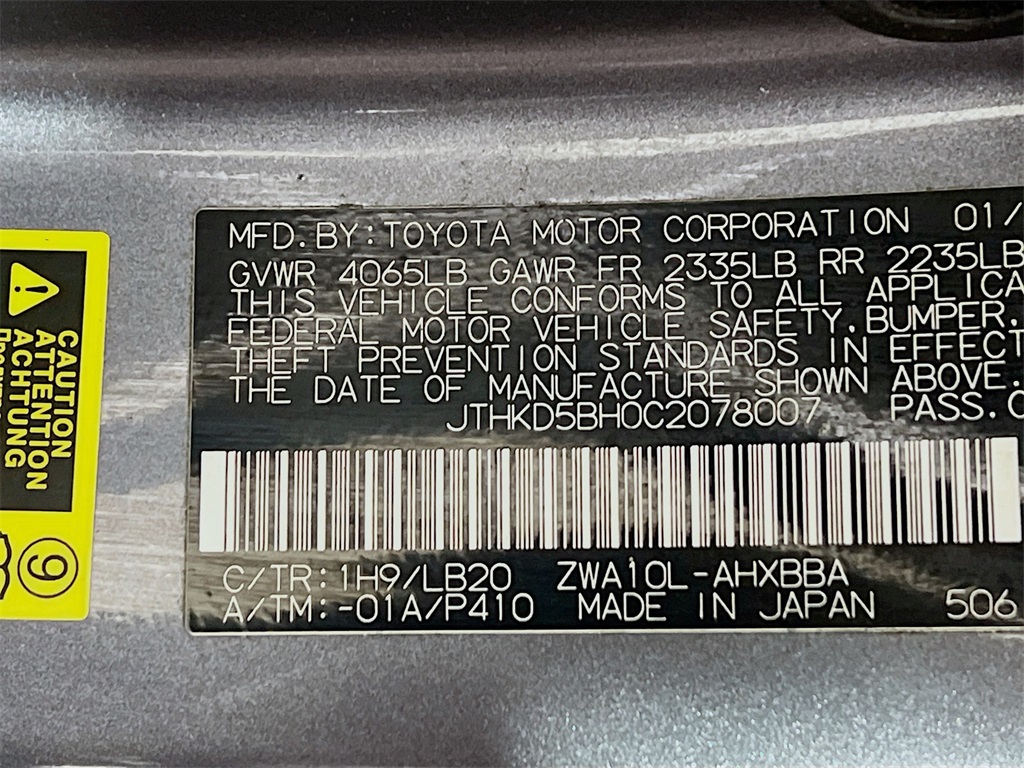 MFD.BY:TOYOTA MOTOR CORPORATION 01/
GVWR 4065LB GAWR FR 2335LB RR 2235LB
THIS VEHICLE CONFORMS TO ALL APPLICA
FEDERAL MOTOR VEHICLE SAFETY.BUMPER.
THEFT PREVENTION STANDARDS IN EFFECT
THE DATE OF MANUFACTURE SHOWN ABOVE.
JTHKD5BH0C2078007 PASS.C
C/TR:1H9/LB20 ZWA10L-AHXBBA
A/TM:-01A/P410 MADE IN JAPAN 506
CAUTION
ATTENTION
ACHTUNG
9